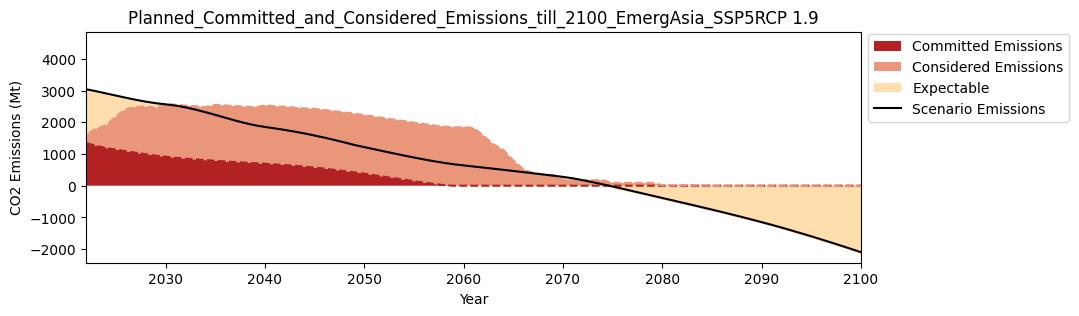 Planned_Committed_and_Considered_Emissions_till_2100_EmergAsia_SSP5RCP 1.9
CO2 Emissions (Mt)
4000
3000
2000
1000
0
−1000
−2000
2030
2040
2050
2060
2070
2080
2090
2100
Year
Committed Emissions
Considered Emissions
Expectable
Scenario Emissions